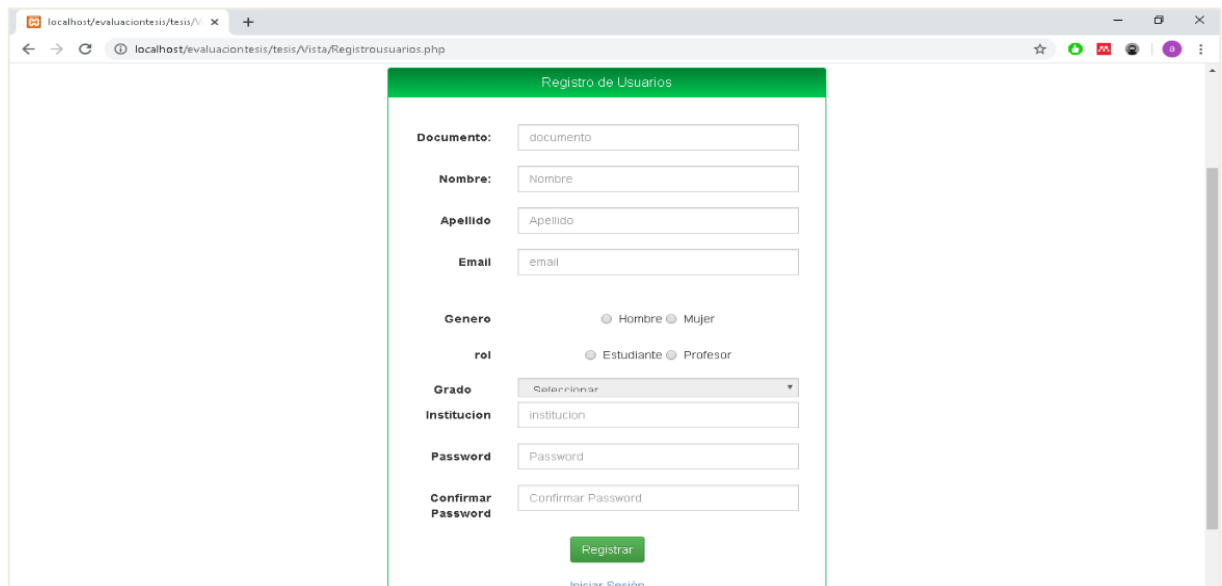 localhost/evaluaciontesis/tesis/V
localhost/evaluaciontesis/tesis/Vista/Registrousuarios.php
a
Registro de Usuarios
Documento: documento
Nombre: Nombre
Apellido Apellido
Email email
Genero Hombre Mujer
rol Estudiante Profesor
Grado Seleccionar
Institucion institucion
Password Password
Confirmar Password Confirmar Password
Registrar
Iniciar Sesión